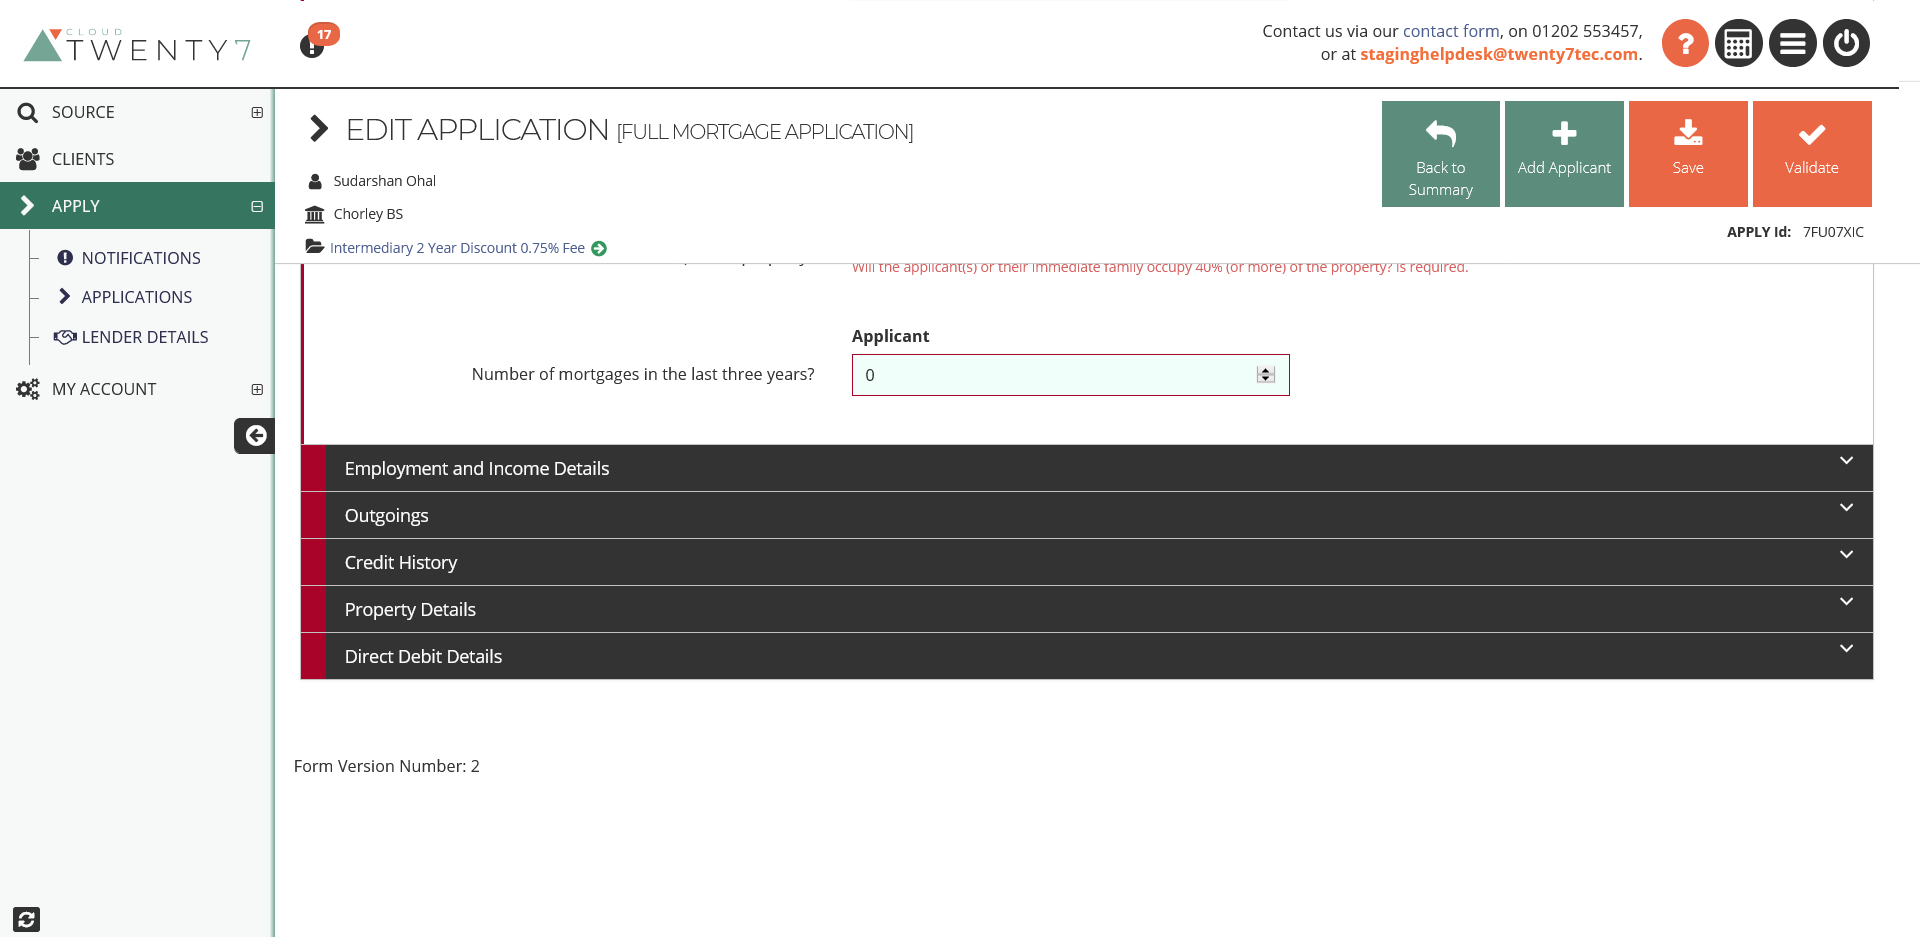 CLOUD
TWENTY7
17
Contact us via our contact form, on 01202 553457,
or at staginghelpdesk@twenty7tec.com.
?
SOURCE
CLIENTS
APPLY
NOTIFICATIONS
APPLICATIONS
LENDER DETAILS
MY ACCOUNT
EDIT APPLICATION [FULL MORTGAGE APPLICATION]
Sudarshan Ohal
Chorley BS
Intermediary 2 Year Discount 0.75% Fee
Back to
Summary
Add Applicant
Save
Validate
APPLY Id: 7FU07XIC
Will the applicant(s) or their immediate family occupy 40% (or more) of the property? is required.
Applicant
Number of mortgages in the last three years?
0
Employment and Income Details
Outgoings
Credit History
Property Details
Direct Debit Details
Form Version Number: 2